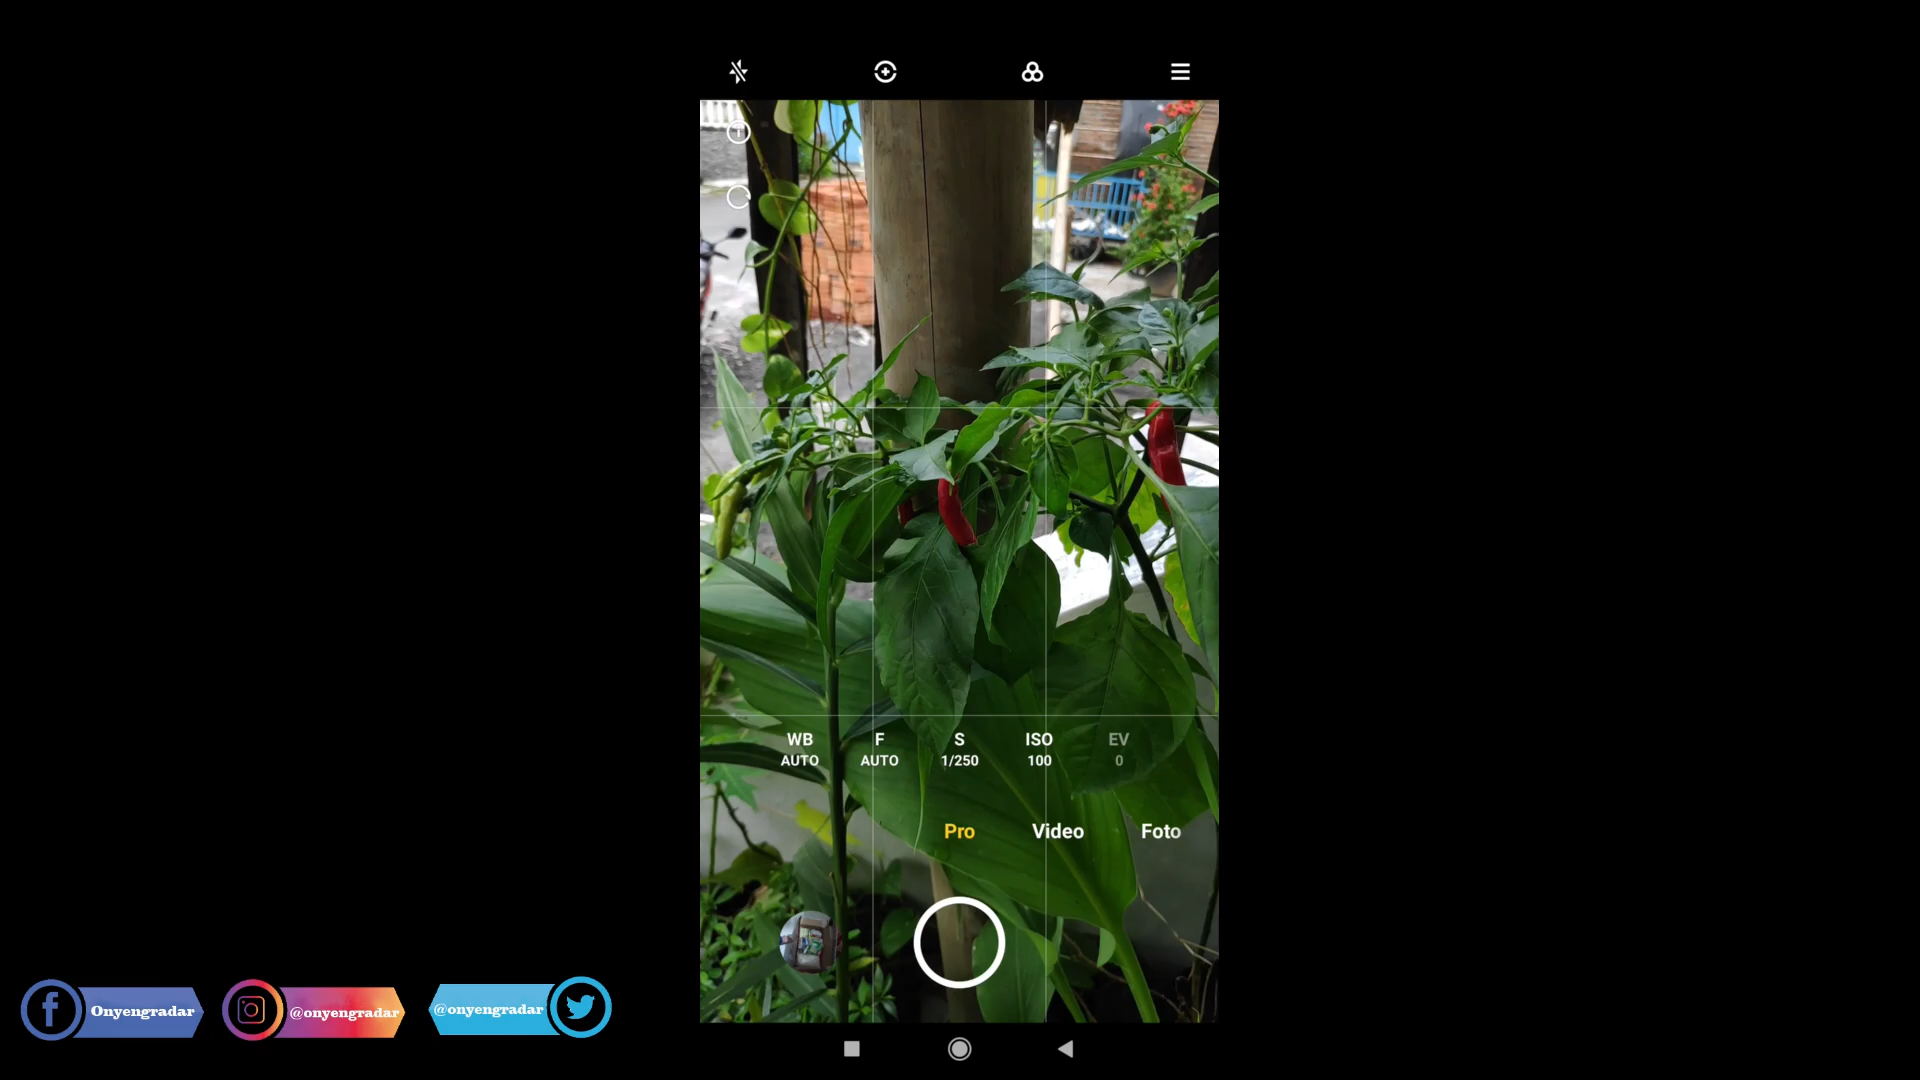 WB F S ISO EV
AUTO AUTO 1/250 100 0
Pro Video Foto
Onyengradar @onyengradar @onyengradar